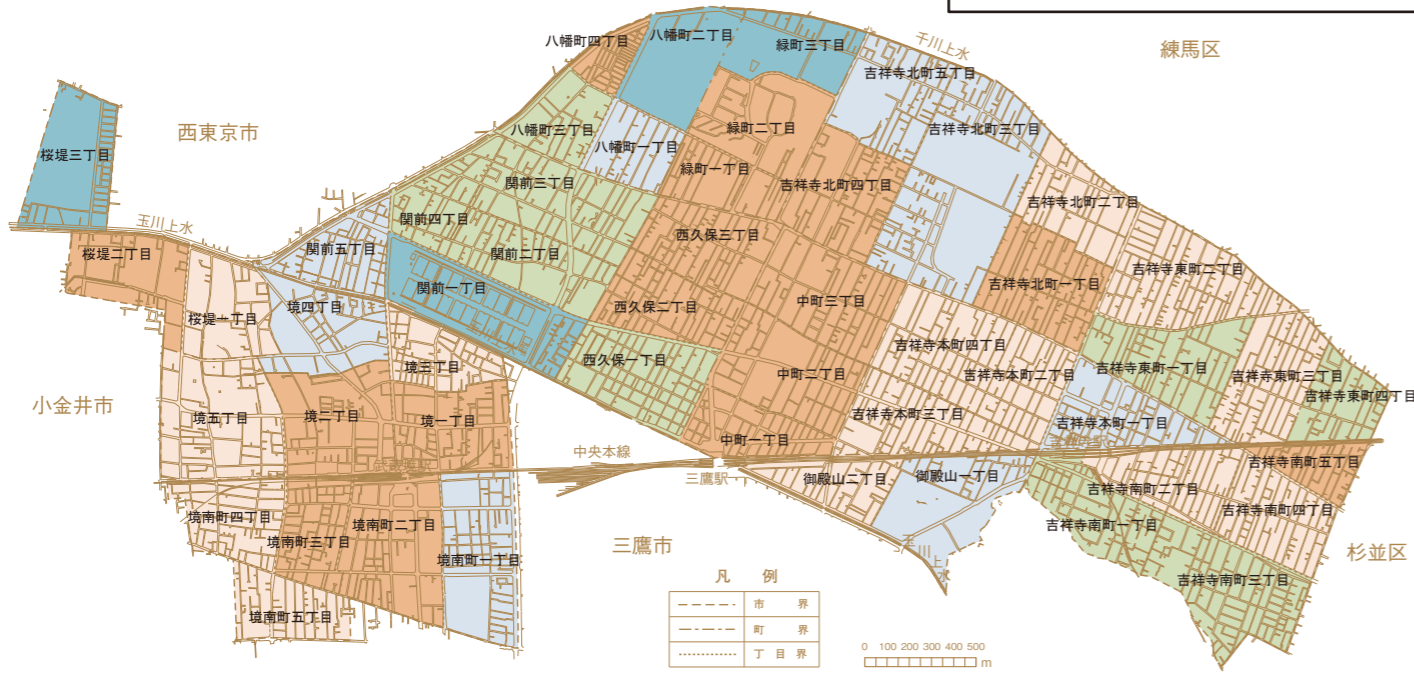 練馬区
千川上水
八幡町四丁目
八幡町二丁目
緑町三丁目
吉祥寺北町五丁目
西東京市
桜堤三丁目
八幡町三丁目
八幡町一丁目
緑町二丁目
吉祥寺北町三丁目
緑町一丁目
関前三丁目
吉祥寺北町四丁目
吉祥寺北町二丁目
玉川上水
関前四丁目
関前五丁目
関前二丁目
西久保三丁目
桜堤二丁目
吉祥寺東町二丁目
関前一丁目
吉祥寺北町一丁目
境四丁目
西久保二丁目
中町三丁目
桜堤一丁目
玉川上水
吉祥寺本町四丁目
境三丁目
西久保一丁目
中町二丁目
吉祥寺本町二丁目
吉祥寺東町一丁目
吉祥寺東町三丁目
吉祥寺東町四丁目
小金井市
境五丁目
境二丁目
境一丁目
吉祥寺本町三丁目
吉祥寺本町一丁目
中町一丁目
吉祥寺駅
中央本線
武蔵境駅
三鷹駅
御殿山二丁目
御殿山一丁目
吉祥寺南町五丁目
吉祥寺南町二丁目
境南町四丁目
境南町二丁目
境南町三丁目
吉祥寺南町一丁目
吉祥寺南町四丁目
三鷹市
玉川上水
境南町一丁目
杉並区
吉祥寺南町三丁目
境南町五丁目
凡 例
市 界
町 界
丁 目 界
0 100 200 300 400 500
m